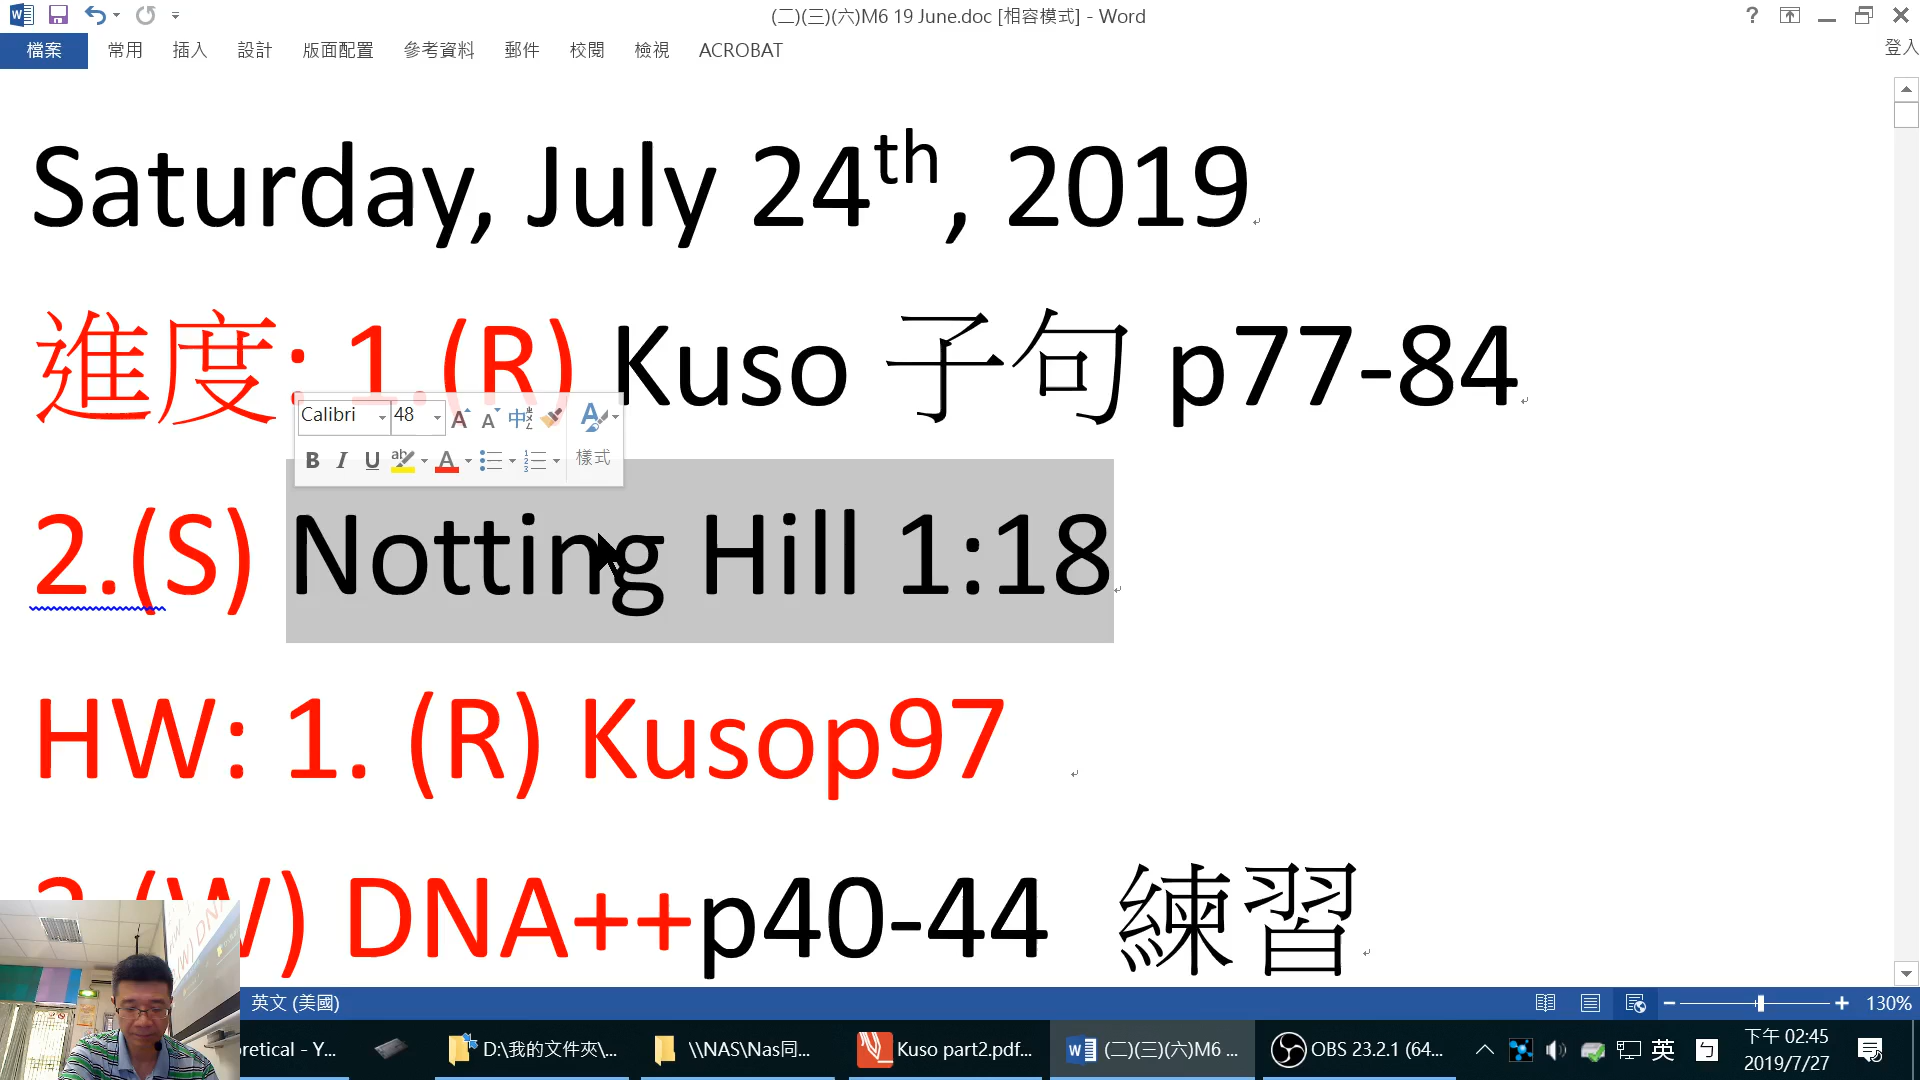 (二)(三)(六)M6 19 June.doc [相容模式] - Word
檔案 常用 插入 設計 版面配置 參考資料 郵件 校閱 檢視 ACROBAT
登入
Saturday, July 24th, 2019
進度: 1.(R) Kuso 子句 p77-84
Calibri 48
B I U 樣式
2.(S) Notting Hill 1:18
HW: 1. (R) Kusop97
2.(W) DNA++p40-44 練習
英文 (美國)
130%
retical - Y... D:\我的文件夾\... \\NAS\Nas同... Kuso part2.pdf... (二)(三)(六)M6 ... OBS 23.2.1 (64... 英 下午 02:45
2019/7/27